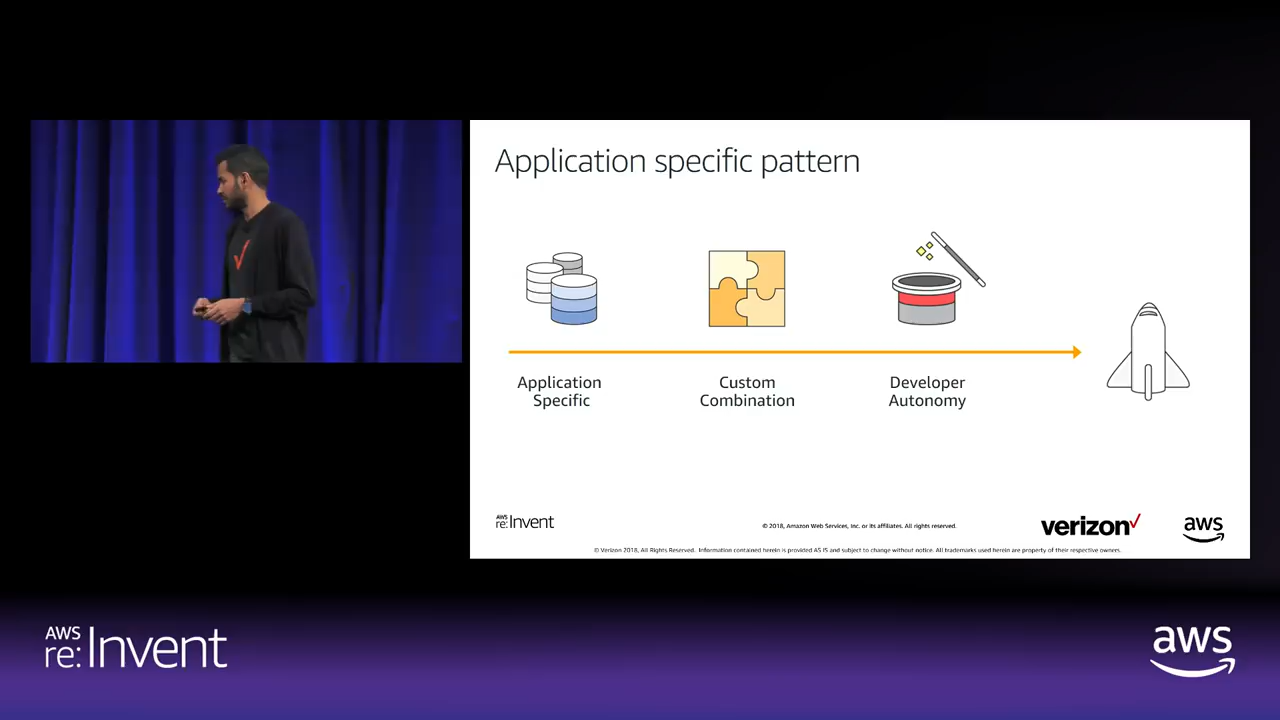 Application specific pattern
Application
Specific
Custom
Combination
Developer
Autonomy
AWS
re:Invent
© 2018, Amazon Web Services, Inc. or its affiliates. All rights reserved.
verizon
aws
© Verizon 2018, All Rights Reserved. Information contained herein is provided AS IS and subject to change without notice. All trademarks used herein are property of their respective owners.
AWS
re:Invent
aws